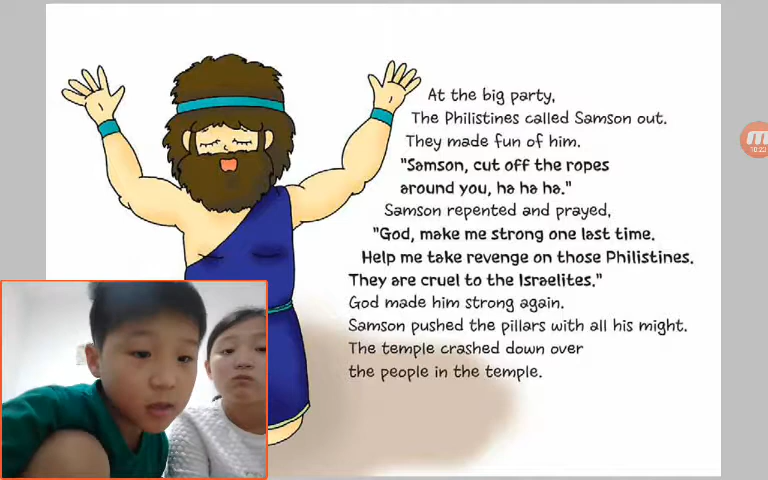 At the big party,
The Philistines called Samson out.
They made fun of him.
"Samson, cut off the ropes
around you, ha ha ha."
Samson repented and prayed,
"God, make me strong one last time.
Help me take revenge on those Philistines.
They are cruel to the Israelites."
God made him strong again.
Samson pushed the pillars with all his might.
The temple crashed down over
the people in the temple.
10:23